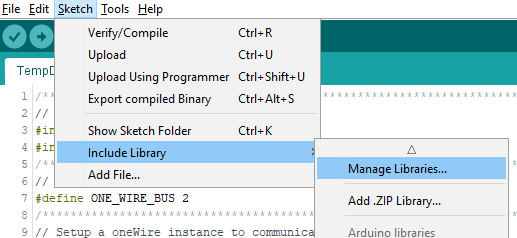 File Edit Sketch Tools Help
Verify/Compile Ctrl+R
Upload Ctrl+U
Upload Using Programmer Ctrl+Shift+U
Export compiled Binary Ctrl+Alt+S
Show Sketch Folder Ctrl+K
Include Library
Add File...
Manage Libraries...
Add .ZIP Library...
Arduino libraries
TempD
1 /**
2 //
3 #in
4 #in
5 /**
6 //
7 #define ONE_WIRE_BUS 2
8 /**
9 // Setup a oneWire instance to communica